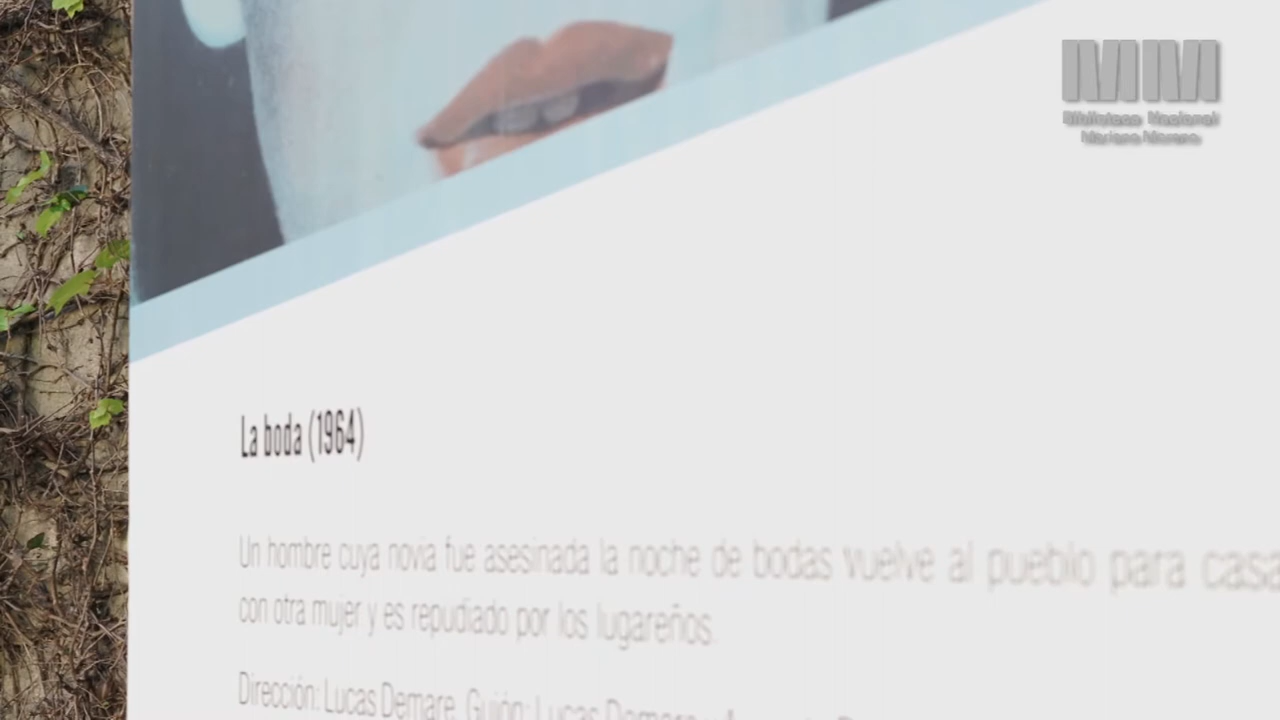 Biblioteca Nacional
Mariano Moreno
La boda (1964)
Un hombre cuya novia fue asesinada la noche de bodas vuelve al pueblo para casa
con otra mujer y es repudiado por los lugareños.
Dirección: Lucas Demare. Guión: Lucas Demare y